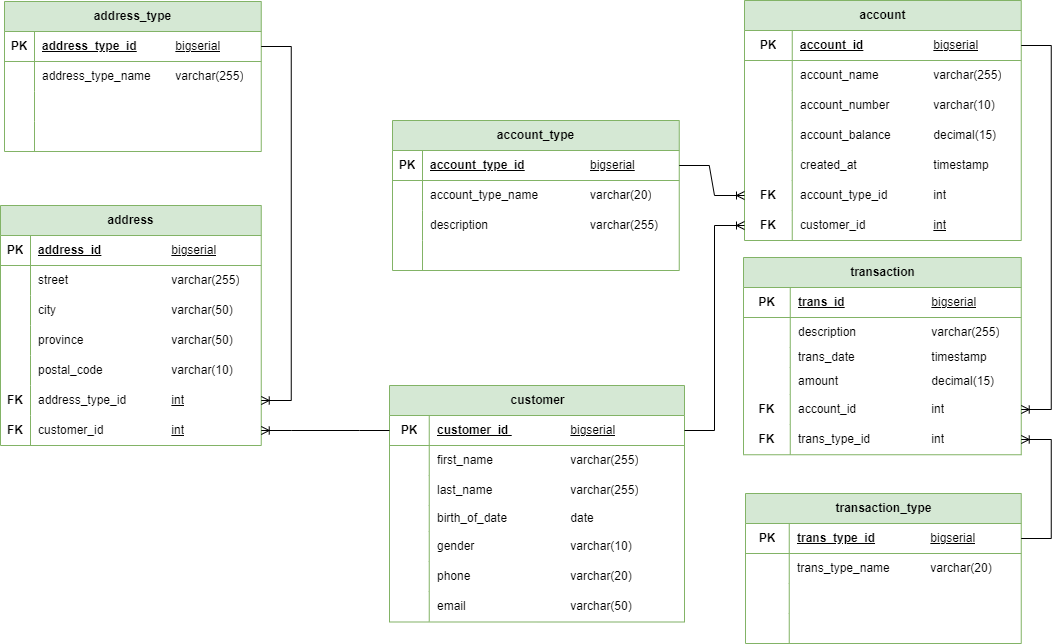 address_type
PK address_type_id bigserial
address_type_name varchar(255)
address
PK address_id bigserial
street varchar(255)
city varchar(50)
province varchar(50)
postal_code varchar(10)
FK address_type_id int
FK customer_id int
account_type
PK account_type_id bigserial
account_type_name varchar(20)
description varchar(255)
customer
PK customer_id bigserial
first_name varchar(255)
last_name varchar(255)
birth_of_date date
gender varchar(10)
phone varchar(20)
email varchar(50)
account
PK account_id bigserial
account_name varchar(255)
account_number varchar(10)
account_balance decimal(15)
created_at timestamp
FK account_type_id int
FK customer_id int
transaction
PK trans_id bigserial
description varchar(255)
trans_date timestamp
amount decimal(15)
FK account_id int
FK trans_type_id int
transaction_type
PK trans_type_id bigserial
trans_type_name varchar(20)